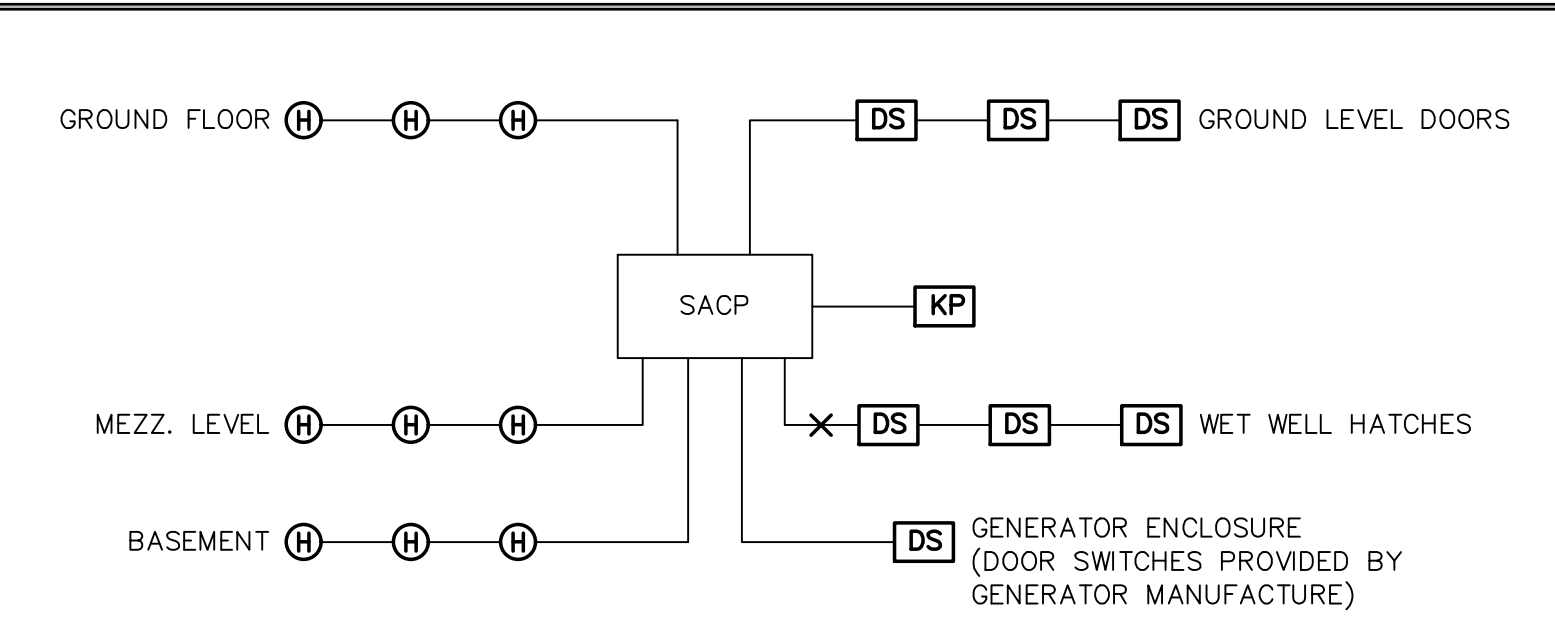 GROUND FLOOR H H H
DS DS DS GROUND LEVEL DOORS
SACP
KP
MEZZ. LEVEL H H H
DS DS DS WET WELL HATCHES
BASEMENT H H H
DS GENERATOR ENCLOSURE
(DOOR SWITCHES PROVIDED BY
GENERATOR MANUFACTURE)